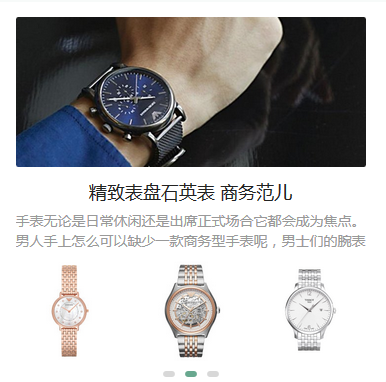 精致表盘石英表 商务范儿
手表无论是日常休闲还是出席正式场合它都会成为焦点。
男人手上怎么可以缺少一款商务型手表呢，男士们的腕表